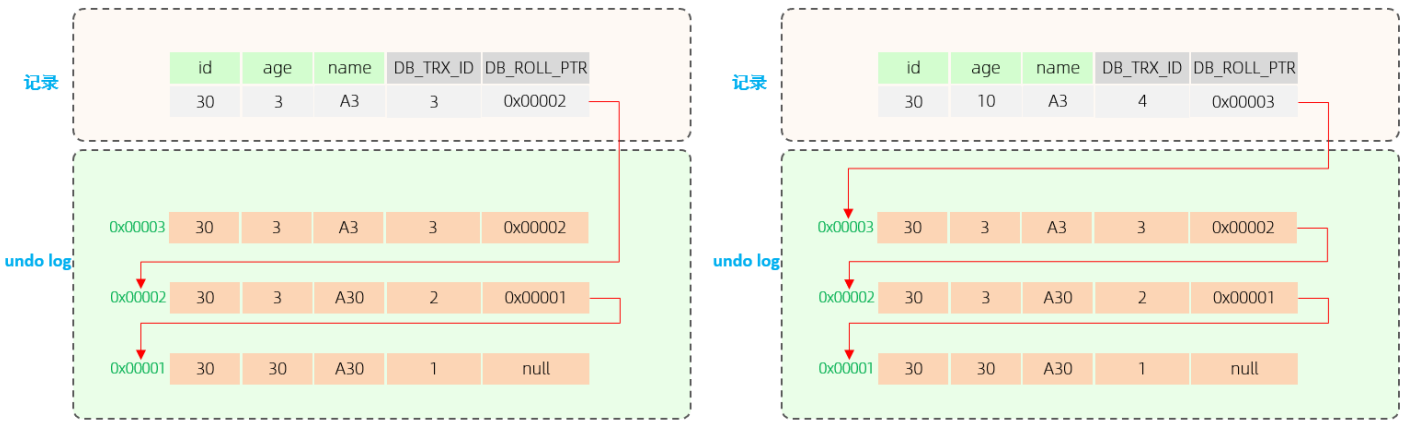 id age name DB_TRX_ID DB_ROLL_PTR
记录
30 3 A3 3 0x00002
0x00003 30 3 A3 3 0x00002
undo log
0x00002 30 3 A30 2 0x00001
0x00001 30 30 A30 1 null
id age name DB_TRX_ID DB_ROLL_PTR
记录
30 10 A3 4 0x00003
0x00003 30 3 A3 3 0x00002
undo log
0x00002 30 3 A30 2 0x00001
0x00001 30 30 A30 1 null